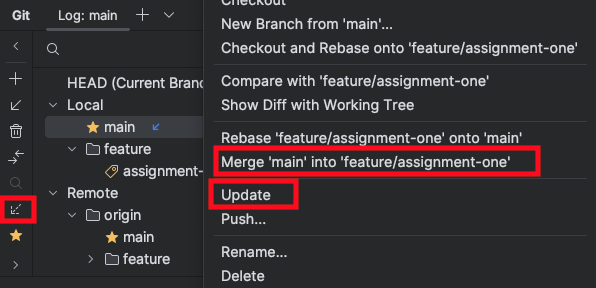 Git
Log: main
HEAD (Current Branc
Local
main
feature
assignment-
Remote
origin
main
feature
Checkout
New Branch from 'main'...
Checkout and Rebase onto 'feature/assignment-one'
Compare with 'feature/assignment-one'
Show Diff with Working Tree
Rebase 'feature/assignment-one' onto 'main'
Merge 'main' into 'feature/assignment-one'
Update
Push...
Rename...
Delete